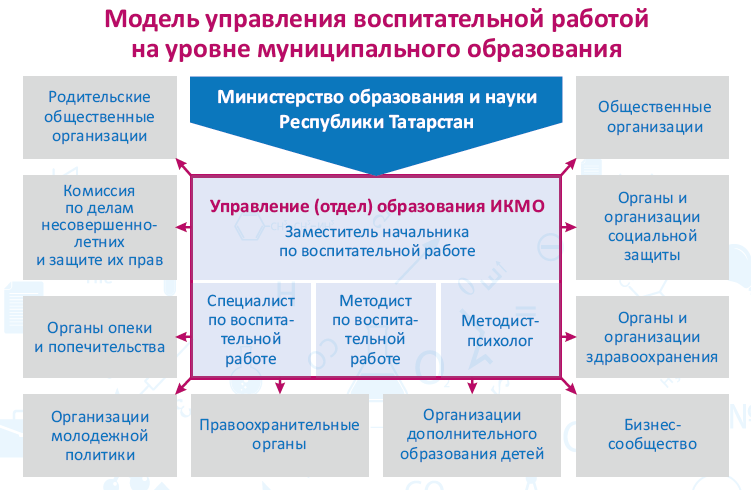 Модель управления воспитательной работой
на уровне муниципального образования
Родительские
общественные
организации
Министерство образования и науки
Республики Татарстан
Общественные
организации
Комиссия
по делам
несовершенно-
летних
и защите их прав
Управление (отдел) образования ИКМО
Заместитель начальника
по воспитательной работе
Органы и
организации
социальной
защиты
Органы опеки
и попечительства
Специалист
по воспита-
тельной
работе
Методист
по воспита-
тельной
работе
Методист-
психолог
Органы и
организации
здравоохранения
Организации
молодежной
политики
Правоохранительные
органы
Организации
дополнительного
образования детей
Бизнес-
сообщество